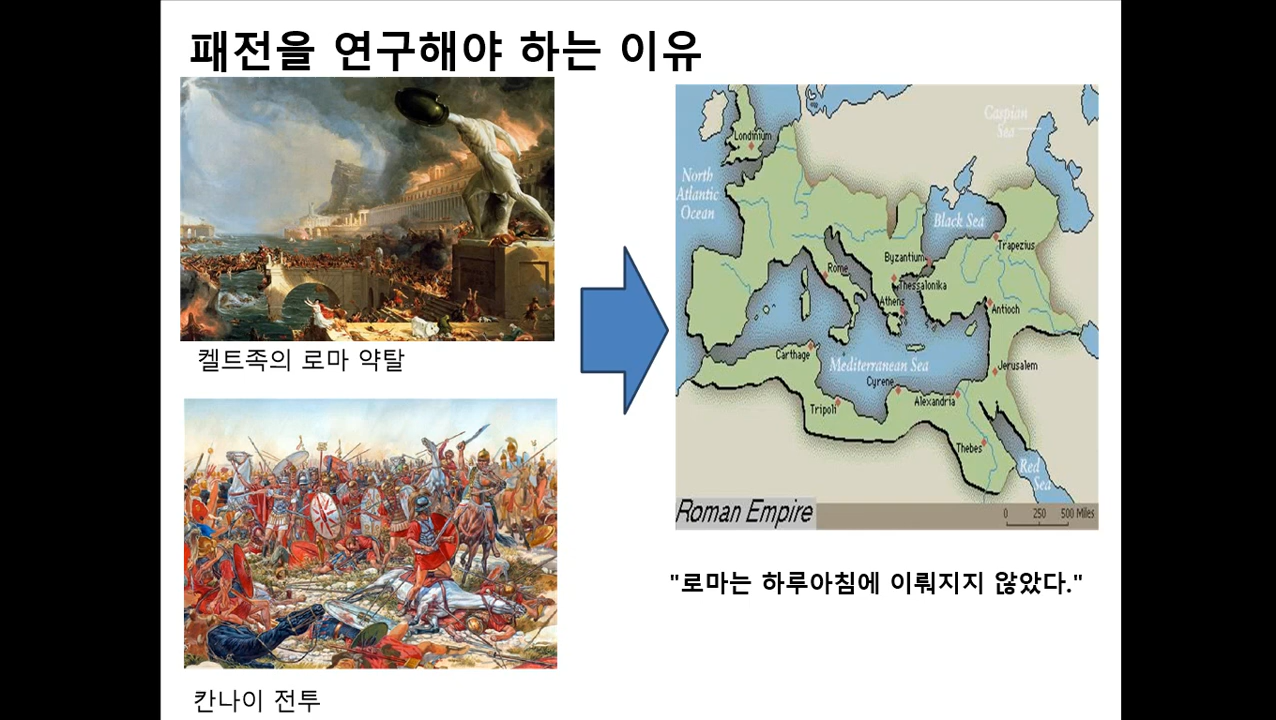 패전을 연구해야 하는 이유
켈트족의 로마 약탈
칸나이 전투
Caspian
Sea
Londinium
North
Atlantic
Ocean
Black Sea
Trapezius
Byzantium
Rome
Thessalonika
Athens
Antioch
Carthage
Mediterranean Sea
Jerusalem
Cyrene
Alexandria
Tripoli
Thebes
Red
Sea
Roman Empire
0 250 500 Miles
"로마는 하루아침에 이뤄지지 않았다."